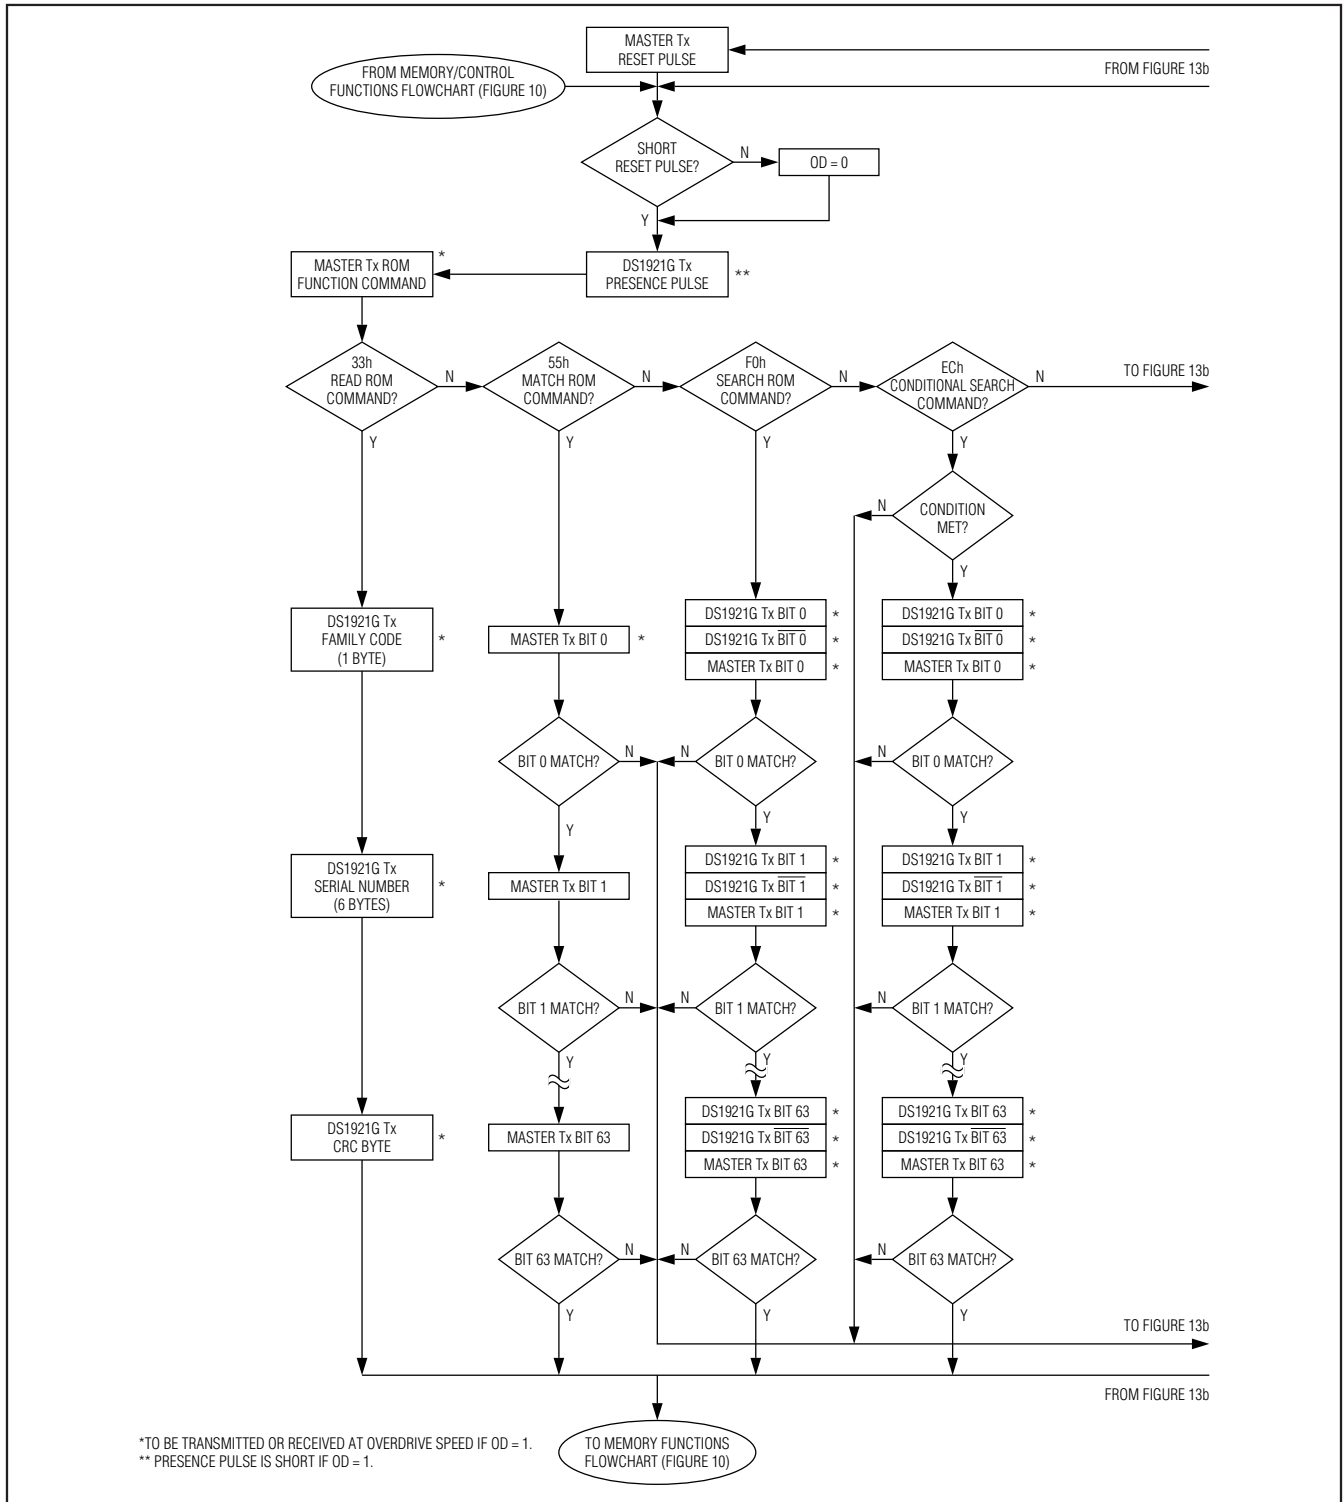 MASTER Tx
RESET PULSE
FROM FIGURE 13b
FROM MEMORY/CONTROL
FUNCTIONS FLOWCHART (FIGURE 10)
SHORT
RESET PULSE?
N
OD = 0
Y
MASTER Tx ROM
FUNCTION COMMAND
*
DS1921G Tx
PRESENCE PULSE
**
33h
READ ROM
COMMAND?
N
Y
55h
MATCH ROM
COMMAND?
N
Y
F0h
SEARCH ROM
COMMAND?
N
Y
ECh
CONDITIONAL SEARCH
COMMAND?
N
Y
TO FIGURE 13b
CONDITION
MET?
N
Y
DS1921G Tx
FAMILY CODE
(1 BYTE)
*
MASTER Tx BIT 0
*
DS1921G Tx BIT 0
*
DS1921G Tx BIT 0
*
MASTER Tx BIT 0
*
DS1921G Tx BIT 0
*
DS1921G Tx BIT 0
*
MASTER Tx BIT 0
*
BIT 0 MATCH?
N
Y
BIT 0 MATCH?
N
Y
BIT 0 MATCH?
N
Y
DS1921G Tx
SERIAL NUMBER
(6 BYTES)
*
MASTER Tx BIT 1
DS1921G Tx BIT 1
*
DS1921G Tx BIT 1
*
MASTER Tx BIT 1
*
DS1921G Tx BIT 1
*
DS1921G Tx BIT 1
*
MASTER Tx BIT 1
*
BIT 1 MATCH?
N
Y
BIT 1 MATCH?
N
Y
BIT 1 MATCH?
N
Y
DS1921G Tx
CRC BYTE
*
MASTER Tx BIT 63
DS1921G Tx BIT 63
*
DS1921G Tx BIT 63
*
MASTER Tx BIT 63
*
DS1921G Tx BIT 63
*
DS1921G Tx BIT 63
*
MASTER Tx BIT 63
*
BIT 63 MATCH?
N
Y
BIT 63 MATCH?
N
Y
BIT 63 MATCH?
N
Y
TO FIGURE 13b
FROM FIGURE 13b
*TO BE TRANSMITTED OR RECEIVED AT OVERDRIVE SPEED IF OD = 1.
** PRESENCE PULSE IS SHORT IF OD = 1.
TO MEMORY FUNCTIONS
FLOWCHART (FIGURE 10)